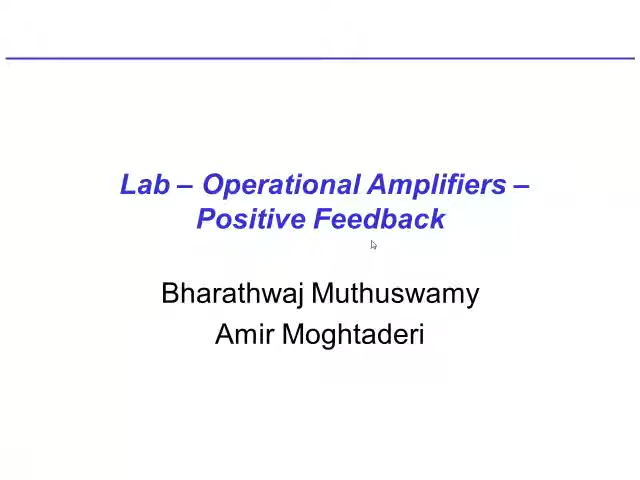 Lab – Operational Amplifiers –
Positive Feedback
Bharathwaj Muthuswamy
Amir Moghtaderi